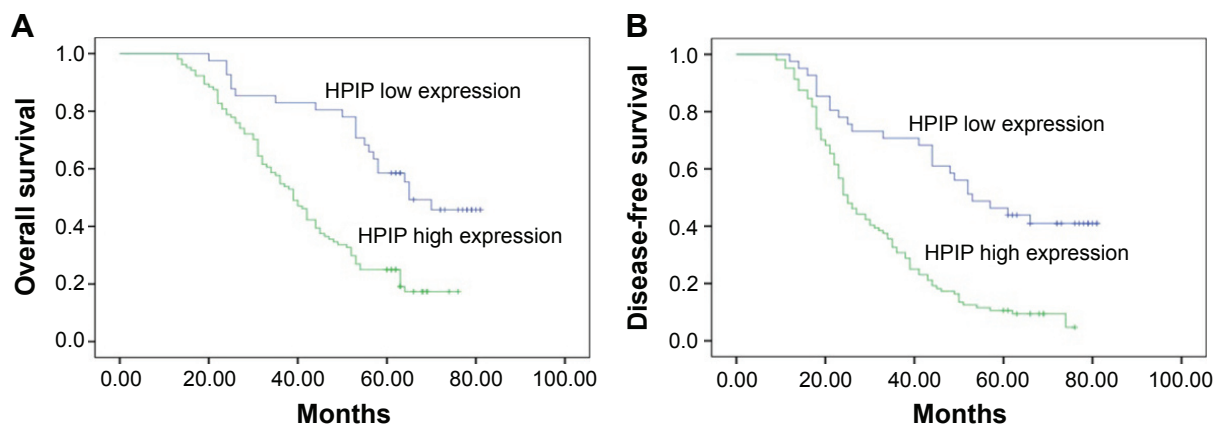 A
Overall survival
1.0
0.8
0.6
0.4
0.2
0.0
HPIP low expression
HPIP high expression
0.00 20.00 40.00 60.00 80.00 100.00
Months
B
Disease-free survival
1.0
0.8
0.6
0.4
0.2
0.0
HPIP low expression
HPIP high expression
0.00 20.00 40.00 60.00 80.00 100.00
Months